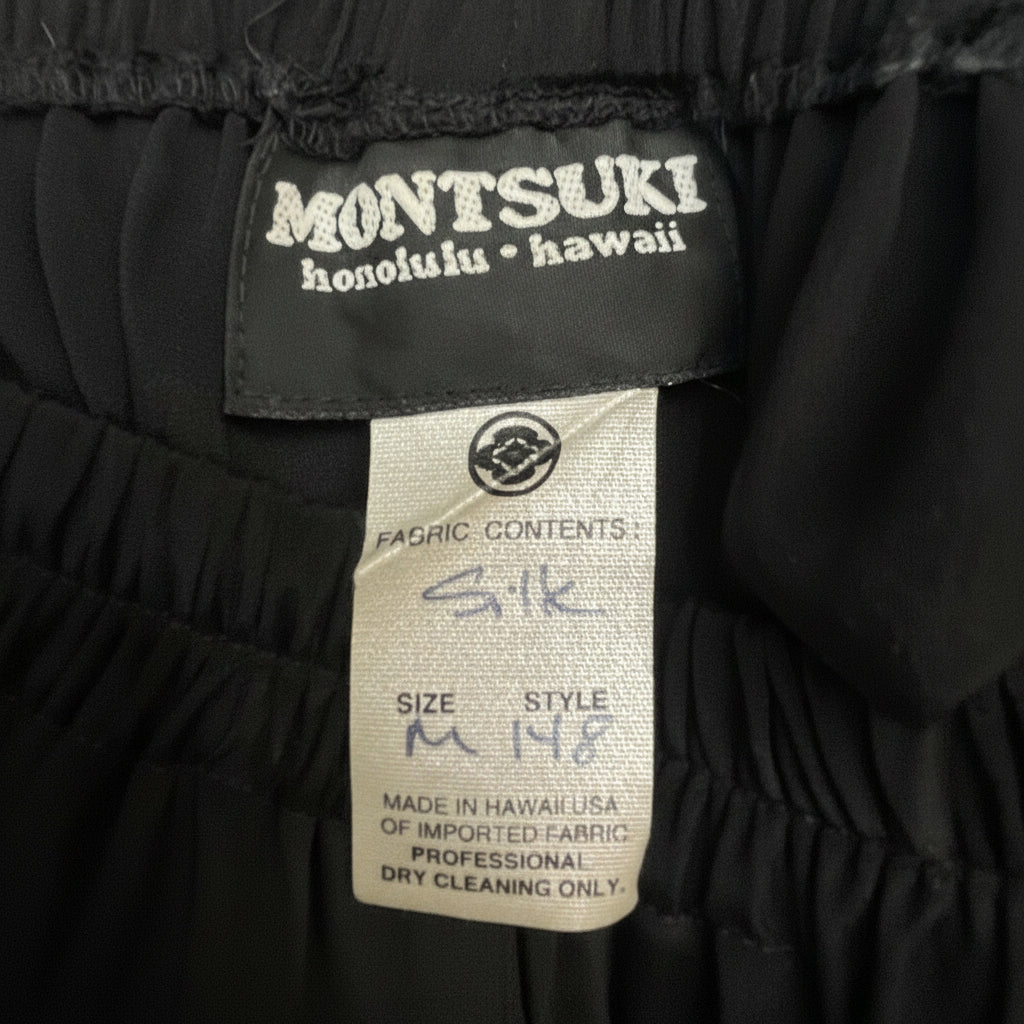 MONTSUKI
honolulu • hawaii
FABRIC CONTENTS:
Silk
SIZE STYLE
M 148
MADE IN HAWAII USA
OF IMPORTED FABRIC
PROFESSIONAL
DRY CLEANING ONLY.